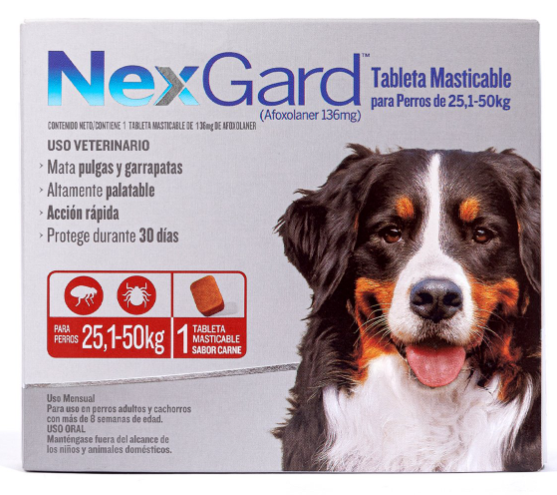 NexGard™
Tableta Masticable
para Perros de 25,1-50kg
(Afoxolaner 136mg)
CONTENIDO NETO/CONTIENE 1 TABLETA MASTICABLE DE 136mg DE AFOXOLANER
USO VETERINARIO
› Mata pulgas y garrapatas
› Altamente palatable
› Acción rápida
› Protege durante 30 días
PARA PERROS 25,1-50kg
1 TABLETA MASTICABLE SABOR CARNE
Uso Mensual
Para uso en perros adultos y cachorros
con más de 8 semanas de edad.
USO ORAL
Manténgase fuera del alcance de
los niños y animales domésticos.